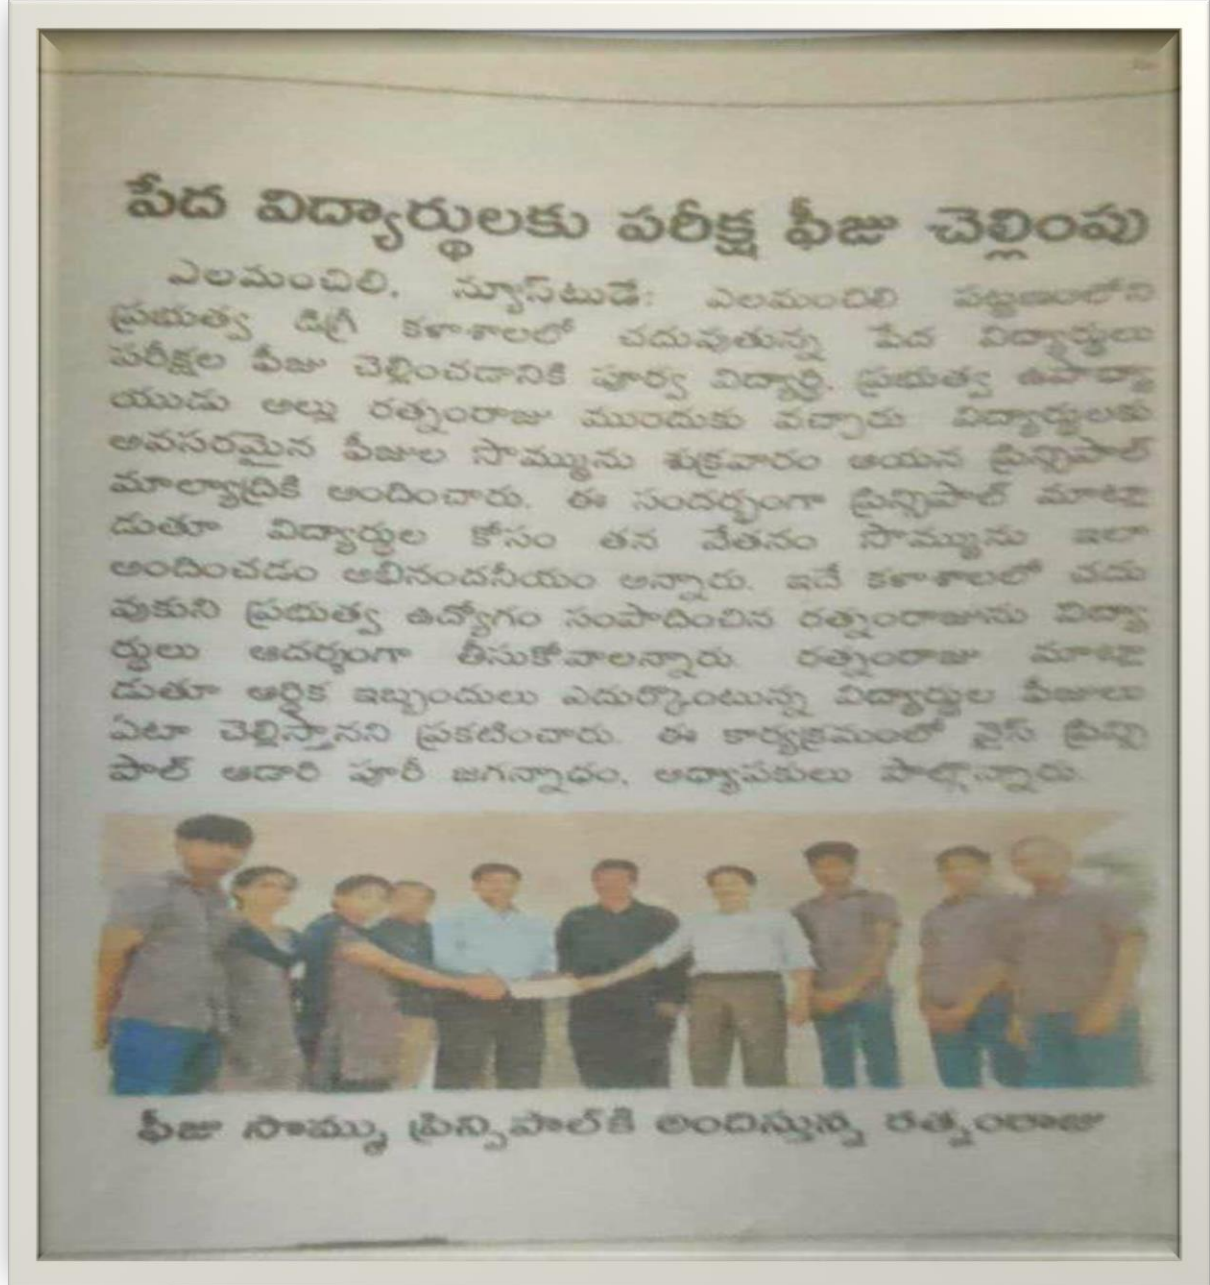 పేద విద్యార్థులకు పరీక్ష ఫీజు చెల్లింపు
ఎలమంచిలి, న్యూస్‌టుడే: ఎలమంచిలి పట్టణంలోని
ప్రభుత్వ డిగ్రీ కళాశాలలో చదువుతున్న పేద విద్యార్థులు
పరీక్షల ఫీజు చెల్లించడానికి పూర్వ విద్యార్థి, ప్రభుత్వ ఉపాధ్యా
యుడు అల్లు రత్నంరాజు ముందుకు వచ్చారు. విద్యార్థులకు
అవసరమైన ఫీజుల సొమ్మును శుక్రవారం ఆయన ప్రిన్సిపాల్
మాల్యాద్రికి అందించారు. ఈ సందర్భంగా ప్రిన్సిపాల్ మాట్లా
డుతూ విద్యార్థుల కోసం తన వేతనం సొమ్మును ఇలా
అందించడం అభినందనీయం అన్నారు. ఇదే కళాశాలలో చదు
వుకుని ప్రభుత్వ ఉద్యోగం సంపాదించిన రత్నంరాజును విద్యా
ర్థులు ఆదర్శంగా తీసుకోవాలన్నారు. రత్నంరాజు మాట్లా
డుతూ ఆర్థిక ఇబ్బందులు ఎదుర్కొంటున్న విద్యార్థుల ఫీజులు
ఏటా చెల్లిస్తానని ప్రకటించారు. ఈ కార్యక్రమంలో వైస్ ప్రిన్సి
పాల్ ఆడారి పూరీ జగన్నాధం, అధ్యాపకులు పాల్గొన్నారు.
ఫీజు సొమ్ము ప్రిన్సిపాల్‌కి అందిస్తున్న రత్నంరాజు